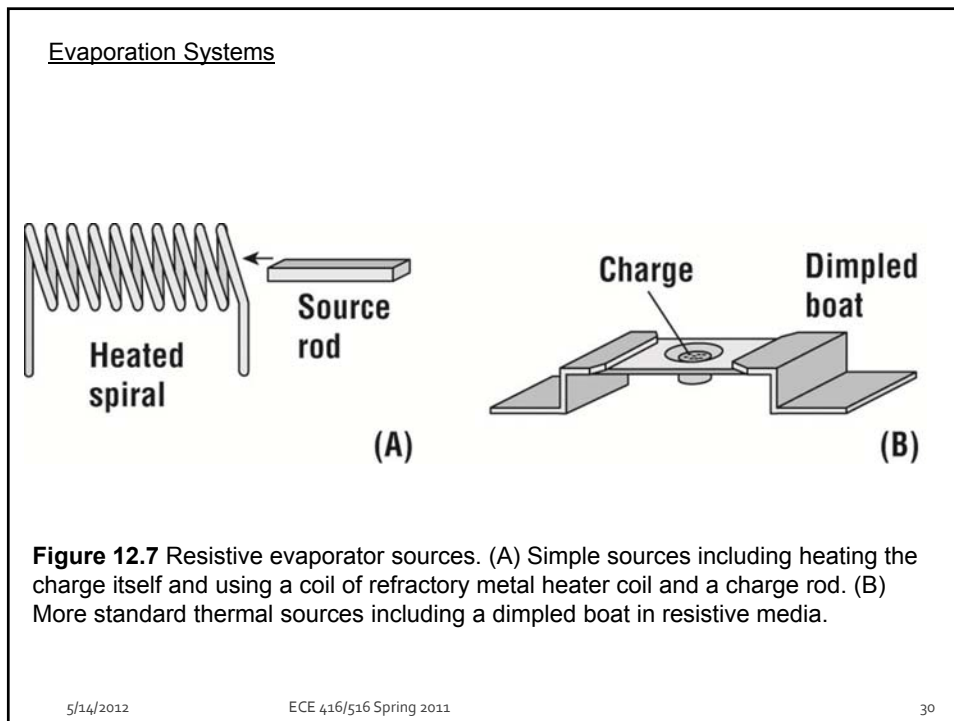 Evaporation Systems
Heated
spiral
Source
rod
(A)
Charge
Dimpled
boat
(B)
Figure 12.7 Resistive evaporator sources. (A) Simple sources including heating the
charge itself and using a coil of refractory metal heater coil and a charge rod. (B)
More standard thermal sources including a dimpled boat in resistive media.
5/14/2012 ECE 416/516 Spring 2011 30